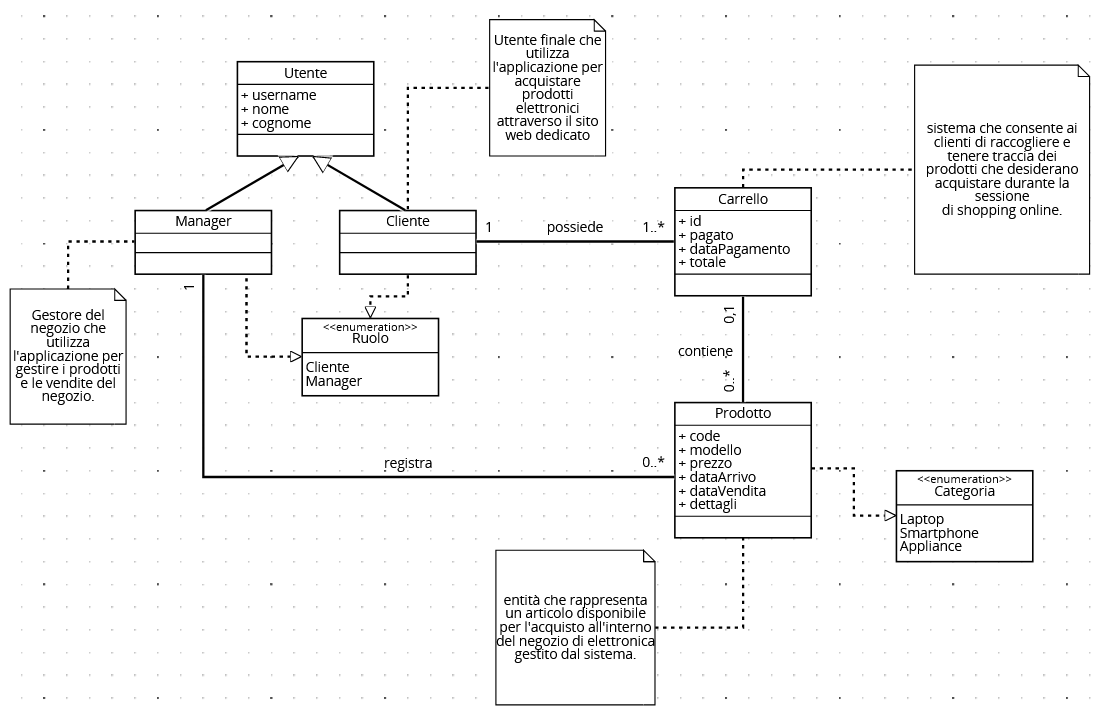 Utente
+ username
+ nome
+ cognome
Utente finale che
utilizza
l'applicazione per
acquistare
prodotti
elettronici
attraverso il sito
web dedicato
sistema che consente ai
clienti di raccogliere e
tenere traccia dei
prodotti che desiderano
acquistare durante la
sessione
di shopping online.
Manager
Cliente
1
possiede
1..*
Carrello
+ id
+ pagato
+ dataPagamento
+ totale
1
Gestore del
negozio che
utilizza
l'applicazione per
gestire i prodotti
e le vendite del
negozio.
<<enumeration>>
Ruolo
Cliente
Manager
0,1
contiene
0..*
Prodotto
+ code
+ modello
+ prezzo
+ dataArrivo
+ dataVendita
+ dettagli
registra
0..*
<<enumeration>>
Categoria
Laptop
Smartphone
Appliance
entità che rappresenta
un articolo disponibile
per l'acquisto all'interno
del negozio di elettronica
gestito dal sistema.